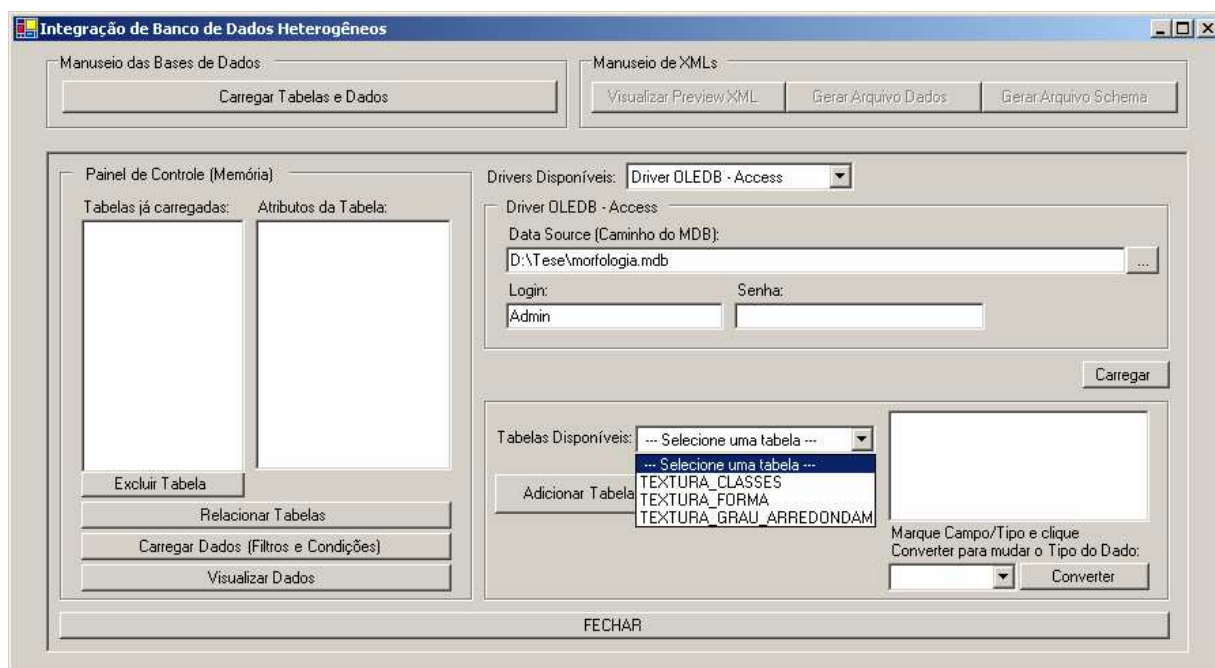 Integração de Banco de Dados Heterogêneos
Manuseio das Bases de Dados
Carregar Tabelas e Dados
Manuseio de XMLs
Visualizar Preview XML
Gerar Arquivo Dados
Gerar Arquivo Schema
Painel de Controle (Memória)
Tabelas já carregadas:
Atributos da Tabela:
Excluir Tabela
Relacionar Tabelas
Carregar Dados (Filtros e Condições)
Visualizar Dados
Drivers Disponíveis:
Driver OLEDB - Access
Driver OLEDB - Access
Data Source (Caminho do MDB):
D:\Tese\morfologia.mdb
...
Login:
Senha:
Admin
Carregar
Tabelas Disponíveis:
--- Selecione uma tabela ---
--- Selecione uma tabela ---
TEXTURA_CLASSES
TEXTURA_FORMA
TEXTURA_GRAU_ARREDONDAM
Adicionar Tabela
Marque Campo/Tipo e clique
Converter para mudar o Tipo do Dado:
Converter
FECHAR